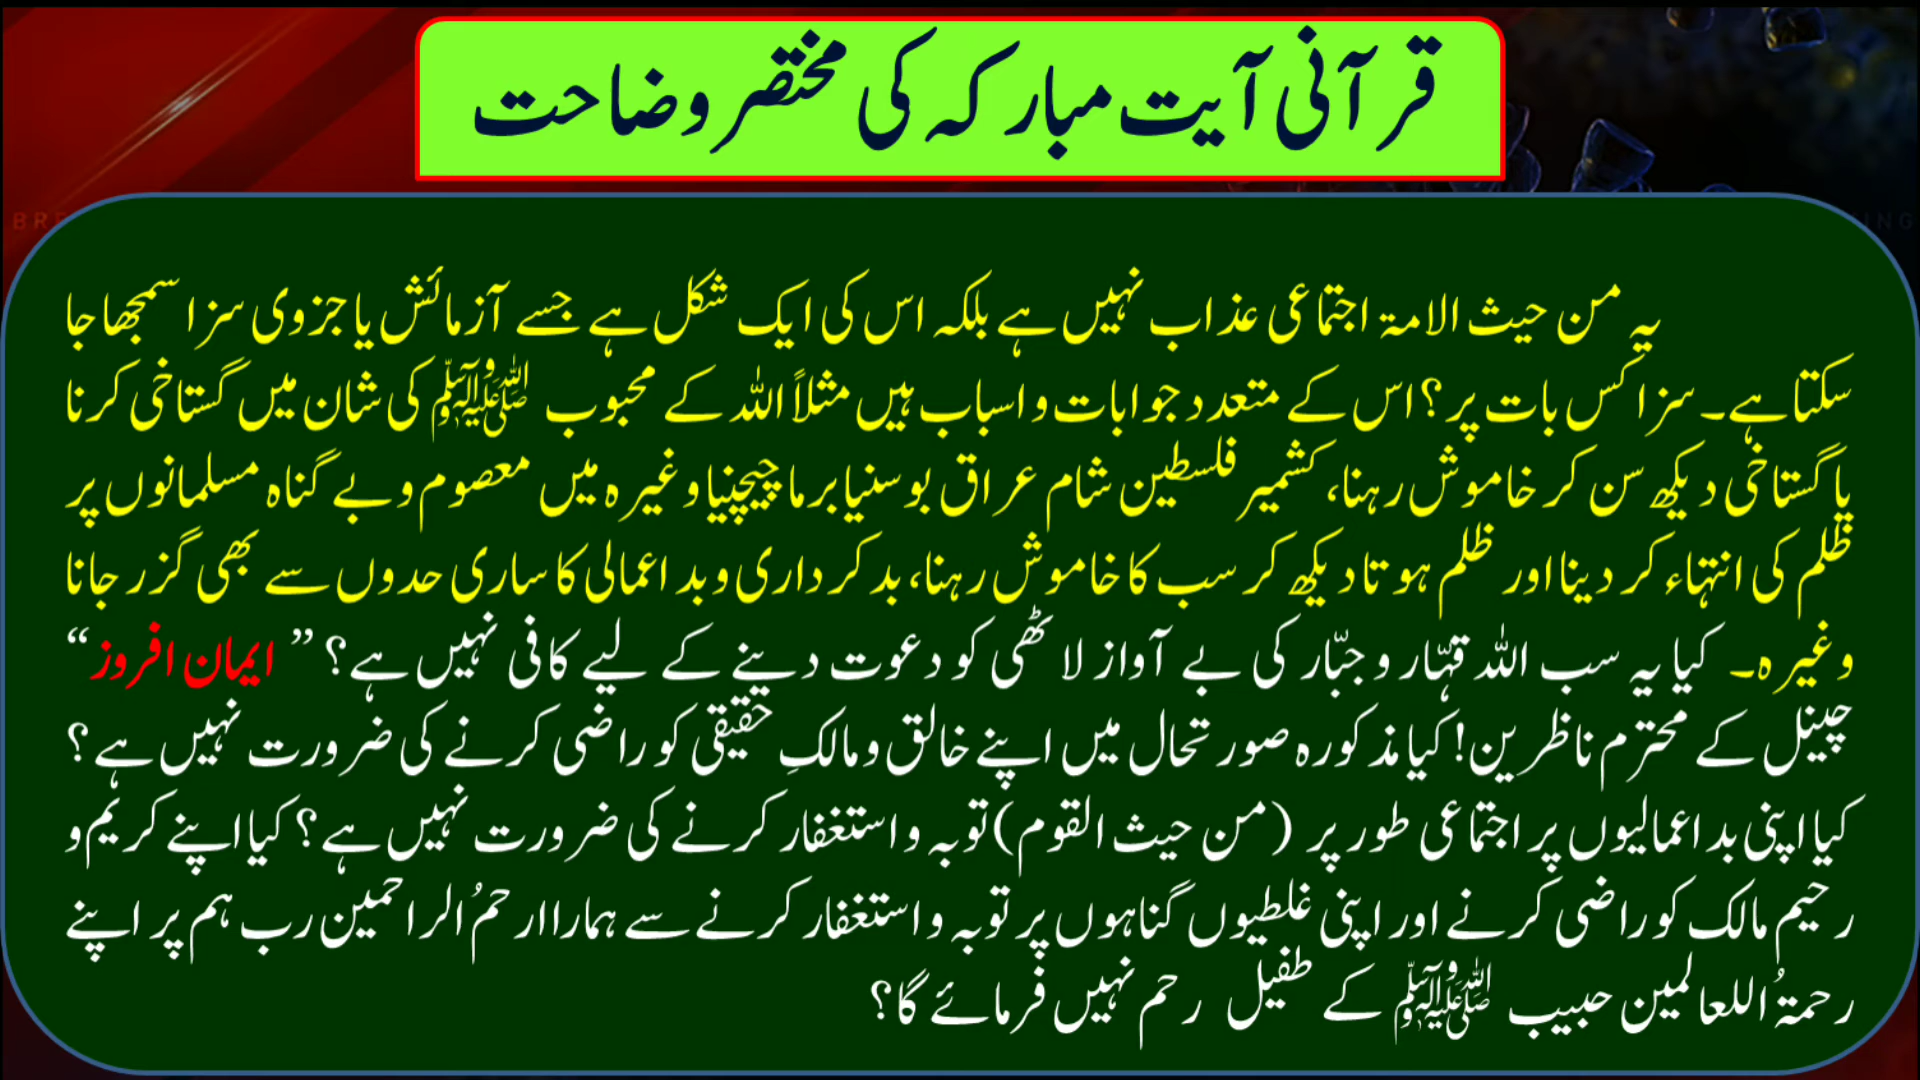 قرآنی آیت مبارکہ کی مختصر وضاحت
یہ من حیث الامۃ اجتماعی عذاب نہیں ہے بلکہ اس کی ایک شکل ہے جسے آزمائش یا جزوی سزا سمجھا جا
سکتا ہے۔ سزا کس بات پر؟ اس کے متعدد جوابات و اسباب ہیں مثلاً اللہ کے محبوب ﷺ کی شان میں گستاخی کرنا
یا گستاخی دیکھ سن کر خاموش رہنا، کشمیر فلسطین شام عراق بوسنیا برما چیچنیا وغیرہ میں معصوم و بے گناہ مسلمانوں پر
ظلم کی انتہاء کر دینا اور ظلم ہوتا دیکھ کر سب کا خاموش رہنا، بدکرداری و بداعمالی کا ساری حدوں سے بھی گزر جانا
وغیرہ۔ کیا یہ سب اللہ قہّار و جبّار کی بے آواز لاٹھی کو دعوت دینے کے لیے کافی نہیں ہے؟ ”ایمان افروز“
چینل کے محترم ناظرین! کیا مذکورہ صورتحال میں اپنے خالق و مالکِ حقیقی کو راضی کرنے کی ضرورت نہیں ہے؟
کیا اپنی بداعمالیوں پر اجتماعی طور پر (من حیث القوم) توبہ و استغفار کرنے کی ضرورت نہیں ہے؟ کیا اپنے کریم و
رحیم مالک کو راضی کرنے اور اپنی غلطیوں گناہوں پر توبہ و استغفار کرنے سے ہمارا ارحمُ الراحمین رب ہم پر اپنے
رحمۃُ اللعالمین حبیب ﷺ کے طفیل رحم نہیں فرمائے گا؟